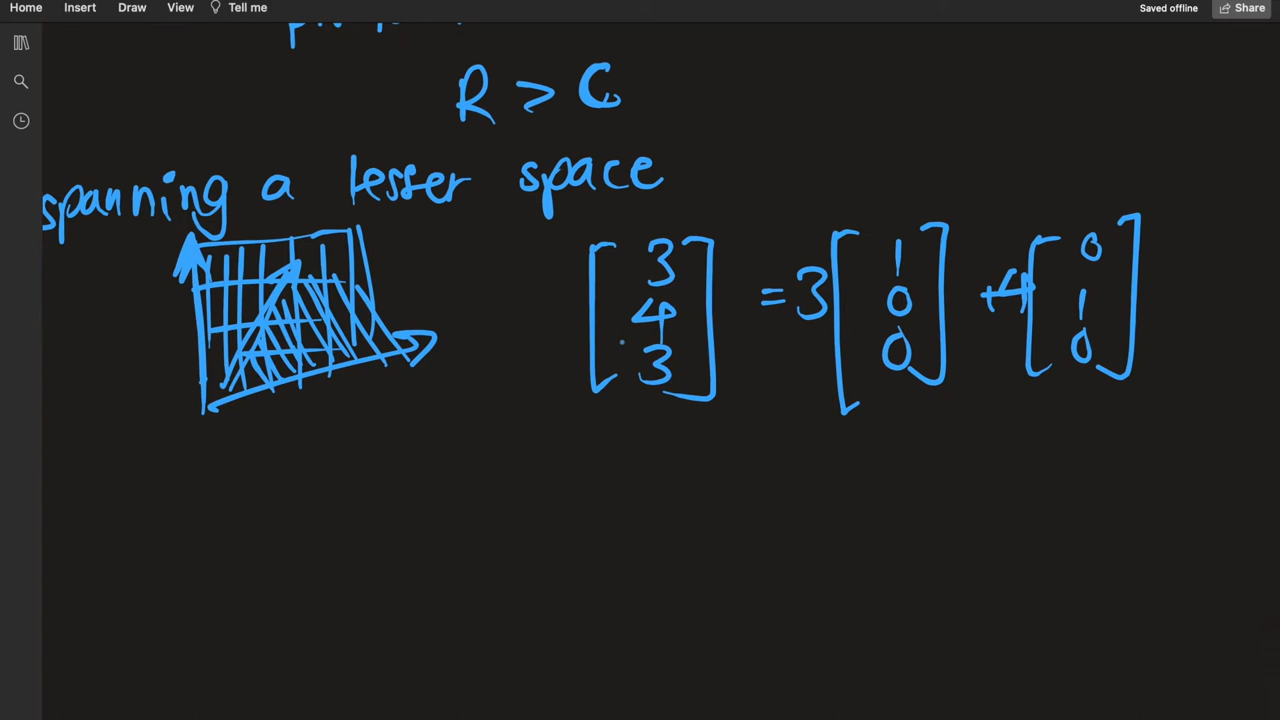 Home Insert Draw View Tell me Saved offline Share
R > C
spanning a lesser space
[3 4 3] = 3 [1 0 0] + 4 [0 1 0]